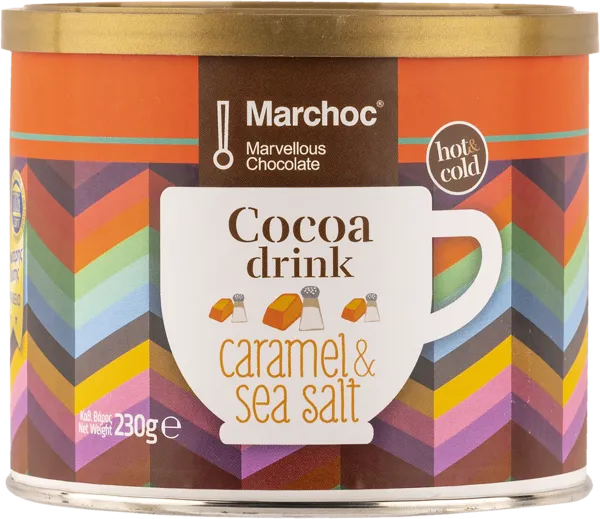 Marchoc®
Marvellous
Chocolate
hot&
cold
Cocoa
drink
caramel &
sea salt
Καθ. Βάρος
Net Weight 230g e